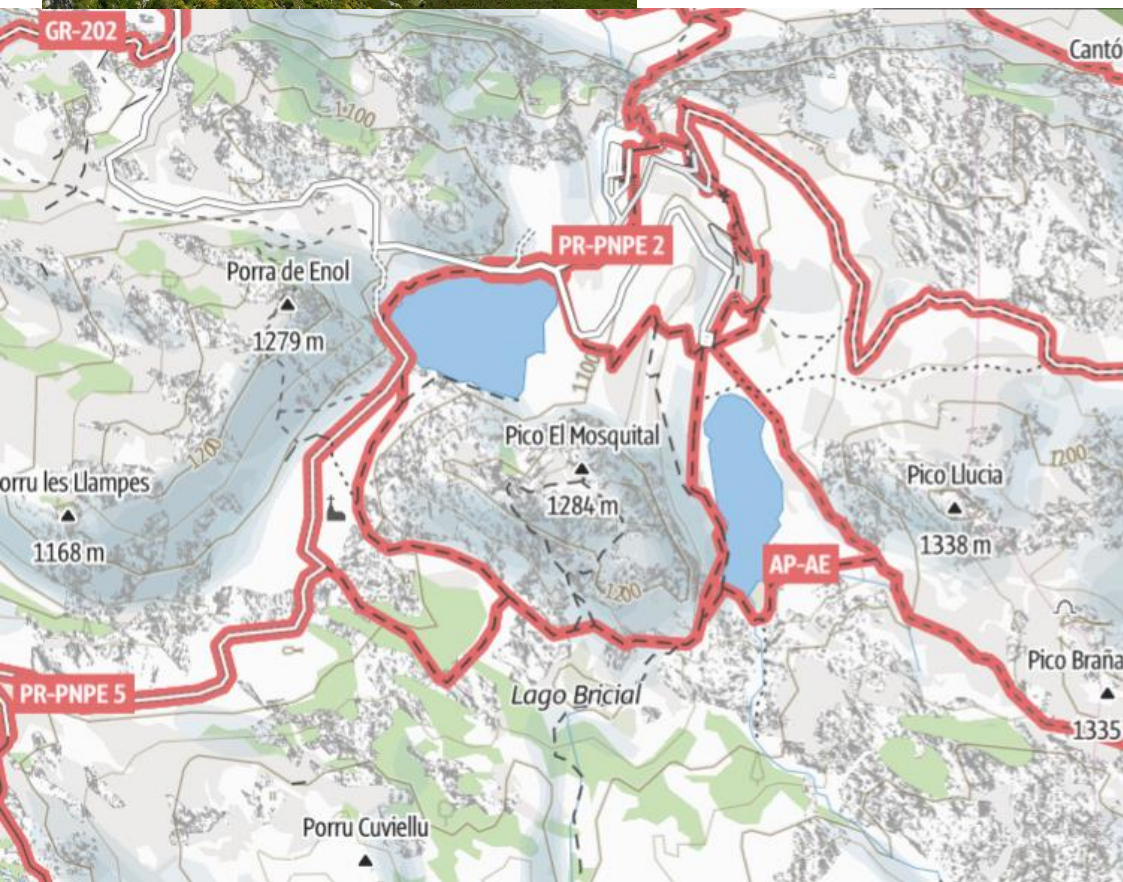 GR-202
Cantó
1100
PR-PNPE 2
Porra de Enol
1279 m
1100
Pico El Mosquital
1284 m
1200
1200
Pico Llucia
1338 m
1200
orru les Llampes
1168 m
AP-AE
Pico Braña
1335
PR-PNPE 5
Lago Bricial
Porru Cuviellu